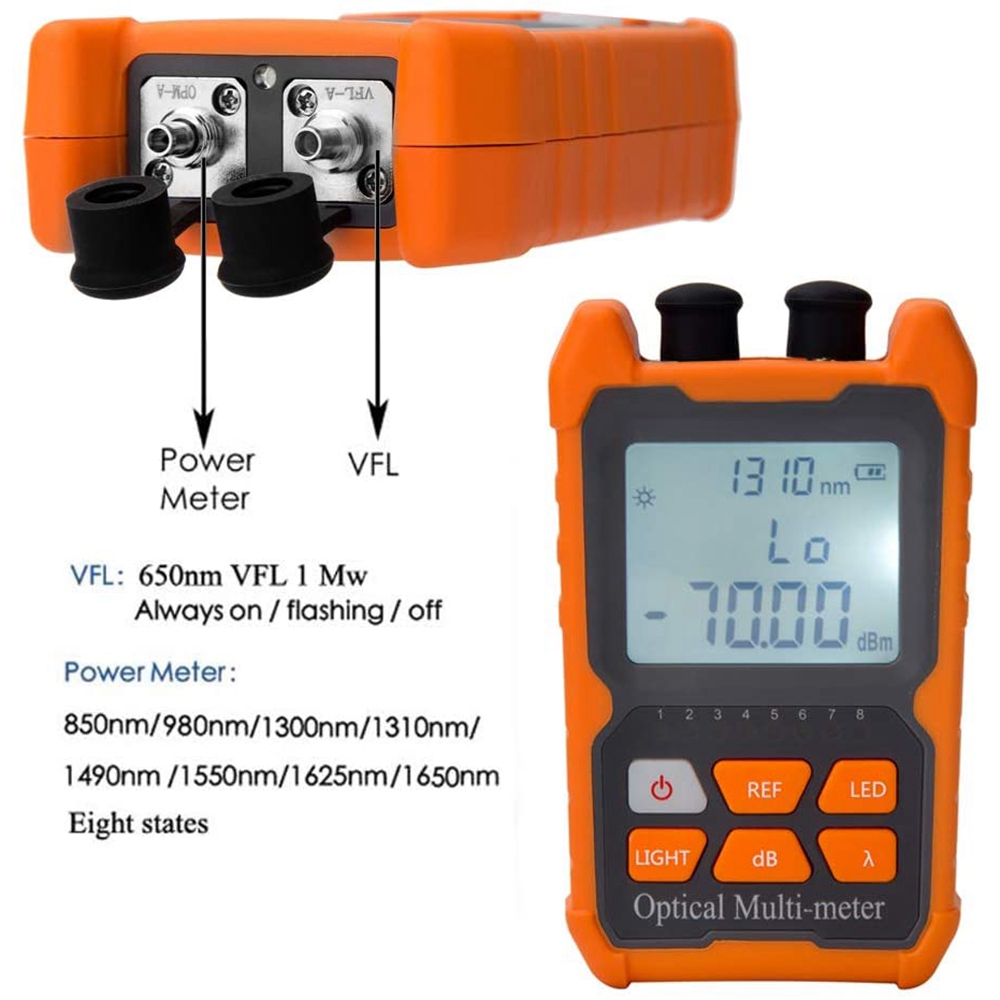 OPM-A
VFL-A
Power
Meter
VFL
VFL: 650nm VFL 1 Mw
Always on / flashing / off
Power Meter:
850nm/980nm/1300nm/1310nm/
1490nm /1550nm/1625nm/1650nm
Eight states
1310 nm
Lo
-70.00 dBm
1 2 3 4 5 6 7 8
REF
LED
LIGHT
dB
λ
Optical Multi-meter